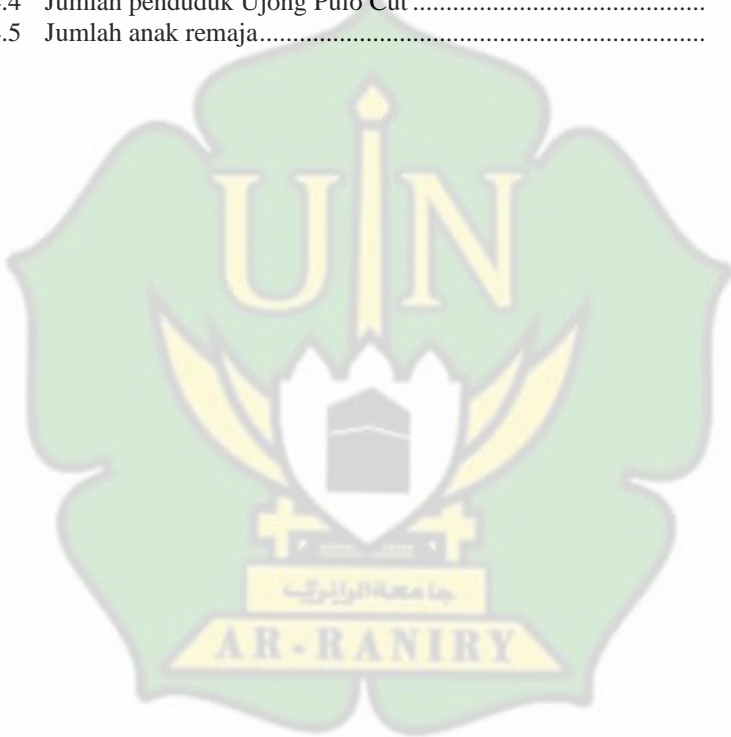 .4 Jumlah penduduk Ujong Pulo Cut ............................................
.5 Jumlah anak remaja...................................................................
UIN
جامعة الرانري
AR-RANIRY